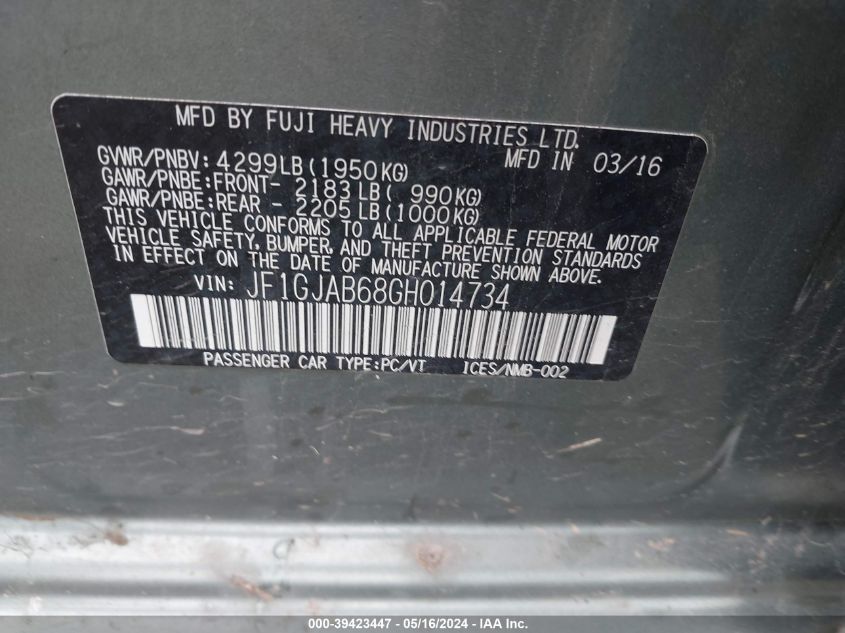 MFD BY FUJI HEAVY INDUSTRIES LTD.
GVWR/PNBV: 4299LB(1950KG) MFD IN 03/16
GAWR/PNBE:FRONT- 2183LB( 990KG)
GAWR/PNBE:REAR - 2205LB(1000KG)
THIS VEHICLE CONFORMS TO ALL APPLICABLE FEDERAL MOTOR
VEHICLE SAFETY, BUMPER, AND THEFT PREVENTION STANDARDS
IN EFFECT ON THE DATE OF MANUFACTURE SHOWN ABOVE.
VIN: JF1GJAB68GH014734
PASSENGER CAR TYPE:PC/VT ICES/NMB-002
000-39423447 - 05/16/2024 - IAA Inc.